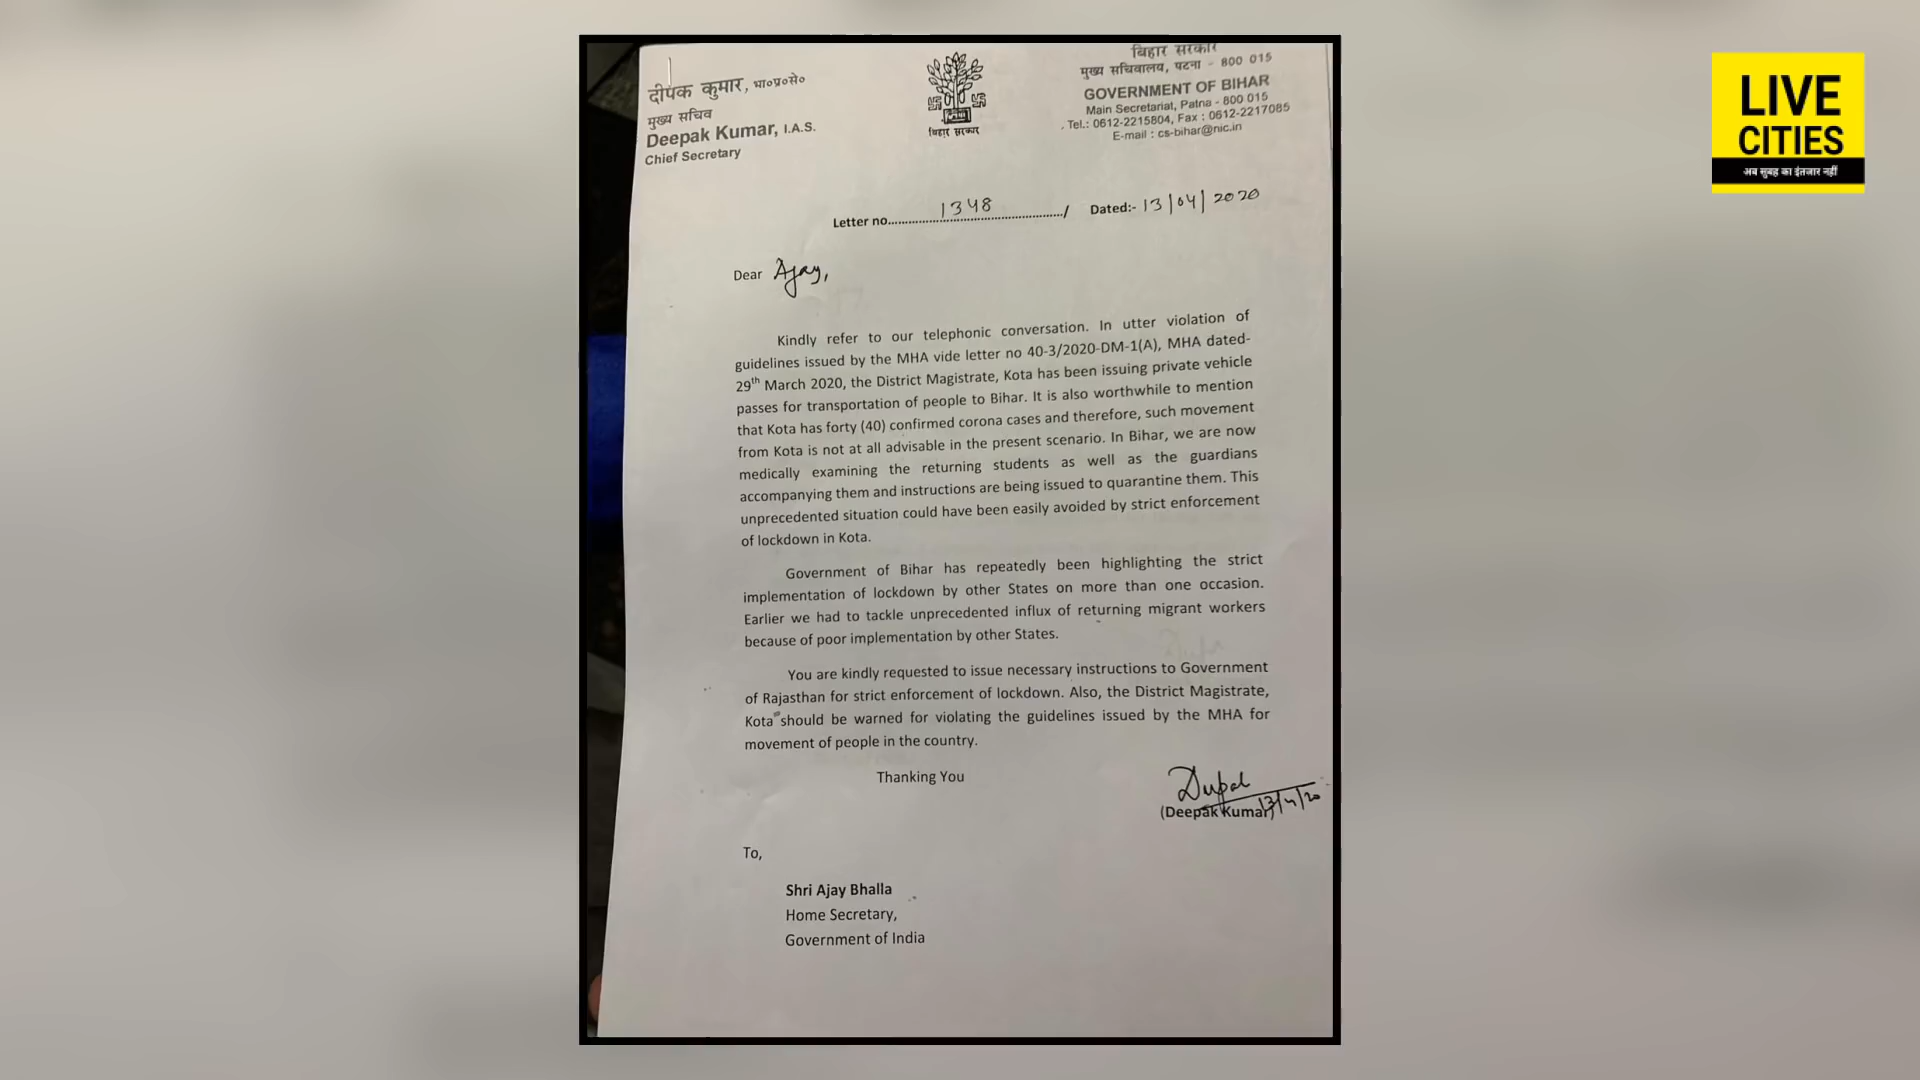 दीपक कुमार, भा०प्र०से०
मुख्य सचिव
Deepak Kumar, I.A.S.
Chief Secretary
बिहार सरकार
बिहार सरकार
मुख्य सचिवालय, पटना - 800 015
GOVERNMENT OF BIHAR
Main Secretariat, Patna - 800 015
Tel.: 0612-2215804, Fax : 0612-2217085
E-mail : cs-bihar@nic.in
LIVE
CITIES
अब सुबह का इंतजार नहीं
Letter no. 1348 / Dated:- 13/04/2020
Dear Ajay,
Kindly refer to our telephonic conversation. In utter violation of
guidelines issued by the MHA vide letter no 40-3/2020-DM-1(A), MHA dated-
29th March 2020, the District Magistrate, Kota has been issuing private vehicle
passes for transportation of people to Bihar. It is also worthwhile to mention
that Kota has forty (40) confirmed corona cases and therefore, such movement
from Kota is not at all advisable in the present scenario. In Bihar, we are now
medically examining the returning students as well as the guardians
accompanying them and instructions are being issued to quarantine them. This
unprecedented situation could have been easily avoided by strict enforcement
of lockdown in Kota.
Government of Bihar has repeatedly been highlighting the strict
implementation of lockdown by other States on more than one occasion.
Earlier we had to tackle unprecedented influx of returning migrant workers
because of poor implementation by other States.
You are kindly requested to issue necessary instructions to Government
of Rajasthan for strict enforcement of lockdown. Also, the District Magistrate,
Kota should be warned for violating the guidelines issued by the MHA for
movement of people in the country.
Thanking You
(Deepak Kumar) 13/4/20
To,
Shri Ajay Bhalla
Home Secretary,
Government of India